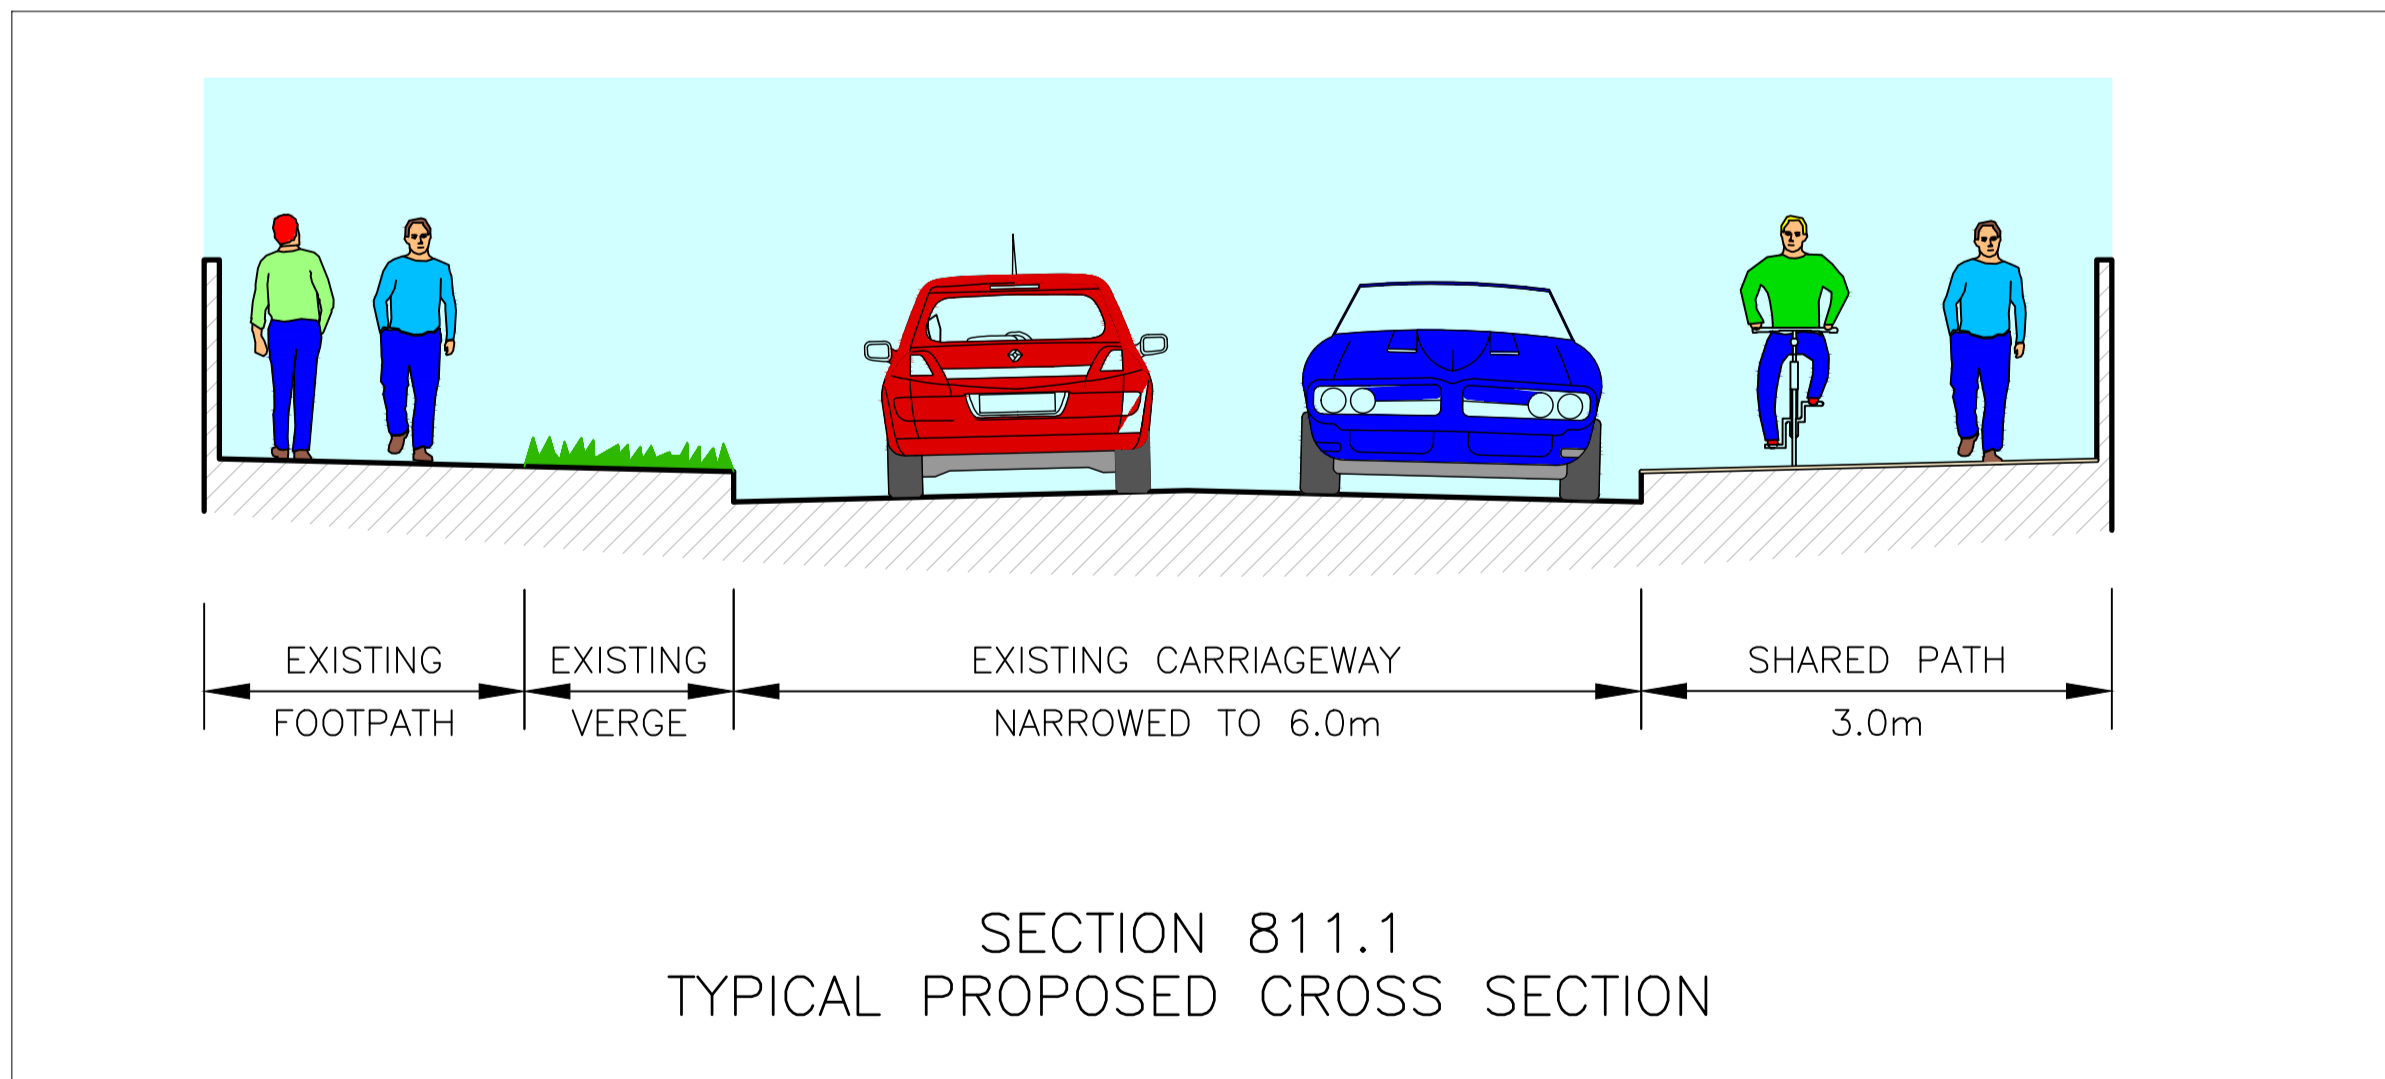 EXISTING
FOOTPATH
EXISTING
VERGE
EXISTING CARRIAGEWAY
NARROWED TO 6.0m
SHARED PATH
3.0m
SECTION 811.1
TYPICAL PROPOSED CROSS SECTION